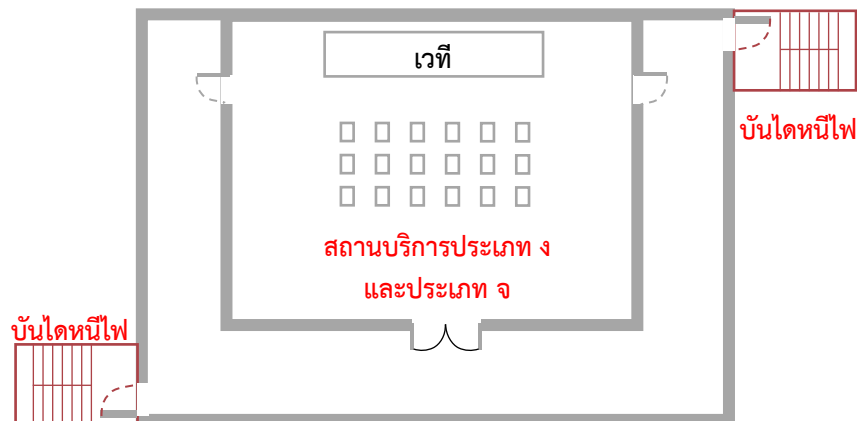 เวที
บันไดหนีไฟ
สถานบริการประเภท ง
และประเภท จ
บันไดหนีไฟ